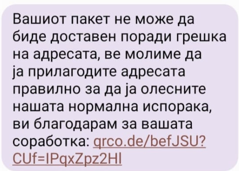 Вашиот пакет не може да
биде доставен поради грешка
на адресата, ве молиме да
ја прилагодите адресата
правилно за да ја олесните
нашата нормална испорака,
ви благодарам за вашата
соработка: qrco.de/befJSU?
CUf=IPqxZpz2Hl